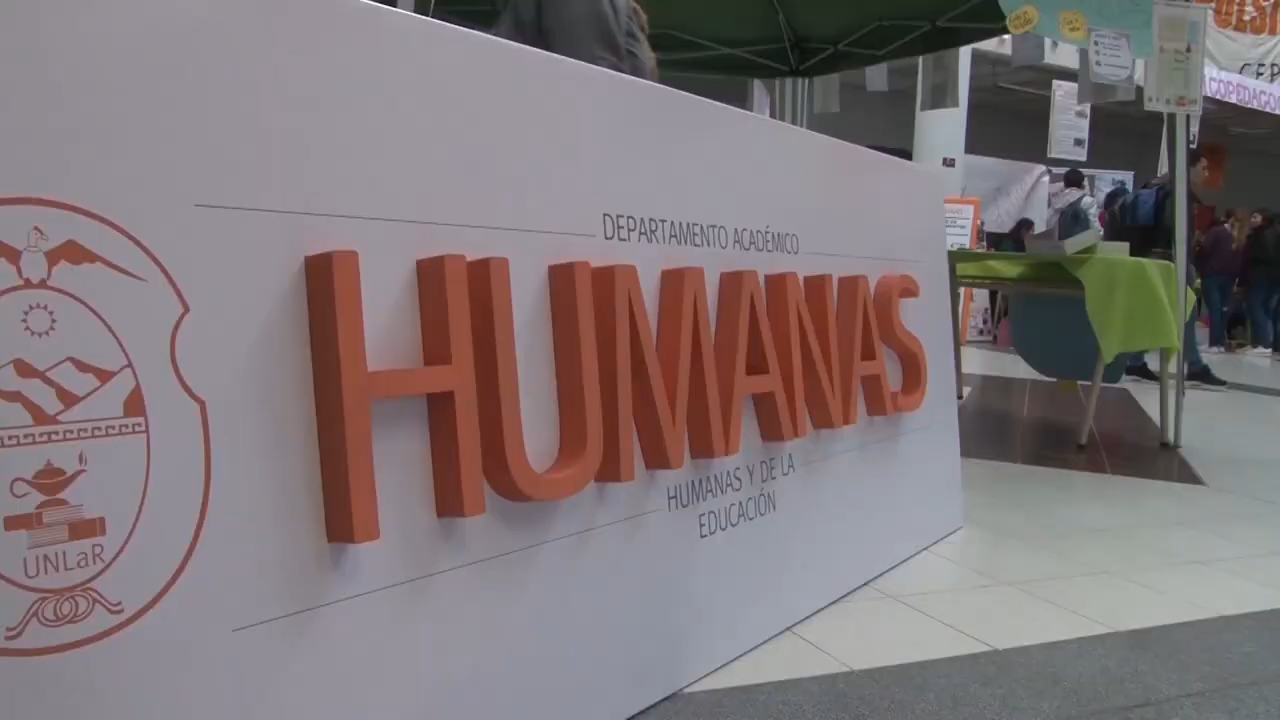 DEPARTAMENTO ACADÉMICO
HUMANAS
HUMANAS Y DE LA
EDUCACIÓN
UNLaR